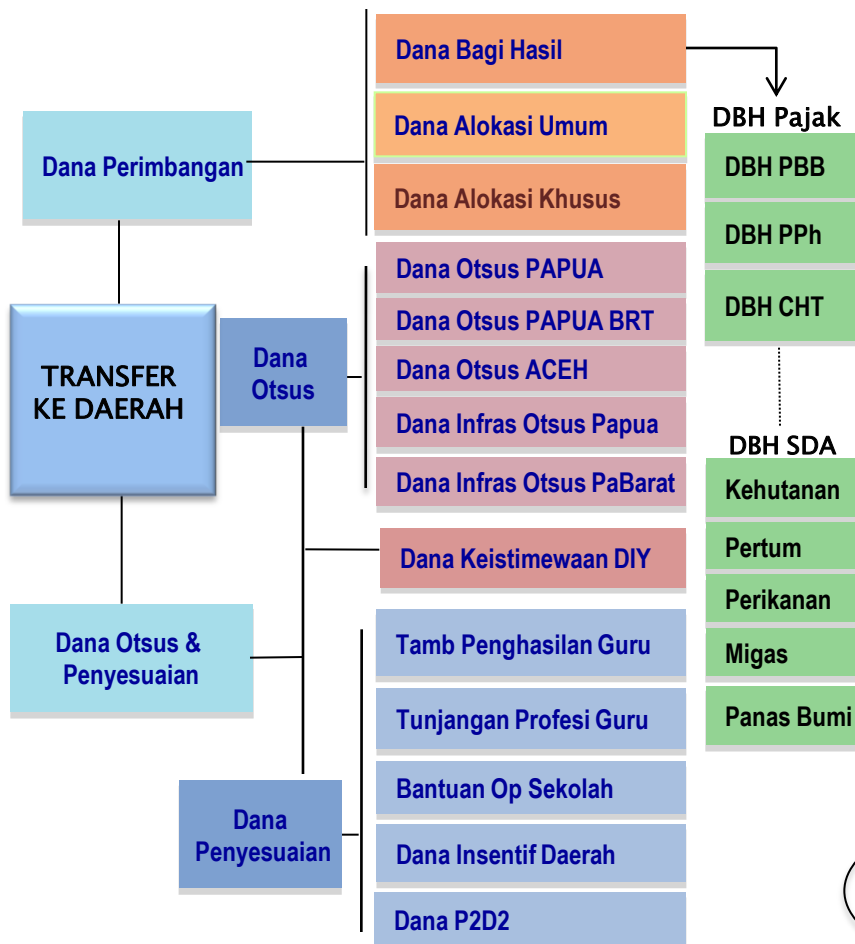 Dana Bagi Hasil
Dana Alokasi Umum
Dana Alokasi Khusus
Dana Perimbangan
DBH Pajak
DBH PBB
DBH PPh
DBH CHT
TRANSFER
KE DAERAH
Dana
Otsus
Dana Otsus PAPUA
Dana Otsus PAPUA BRT
Dana Otsus ACEH
Dana Infras Otsus Papua
Dana Infras Otsus PaBarat
DBH SDA
Kehutanan
Pertum
Perikanan
Migas
Panas Bumi
Dana Keistimewaan DIY
Dana Otsus &
Penyesuaian
Tamb Penghasilan Guru
Tunjangan Profesi Guru
Bantuan Op Sekolah
Dana Insentif Daerah
Dana P2D2
Dana
Penyesuaian